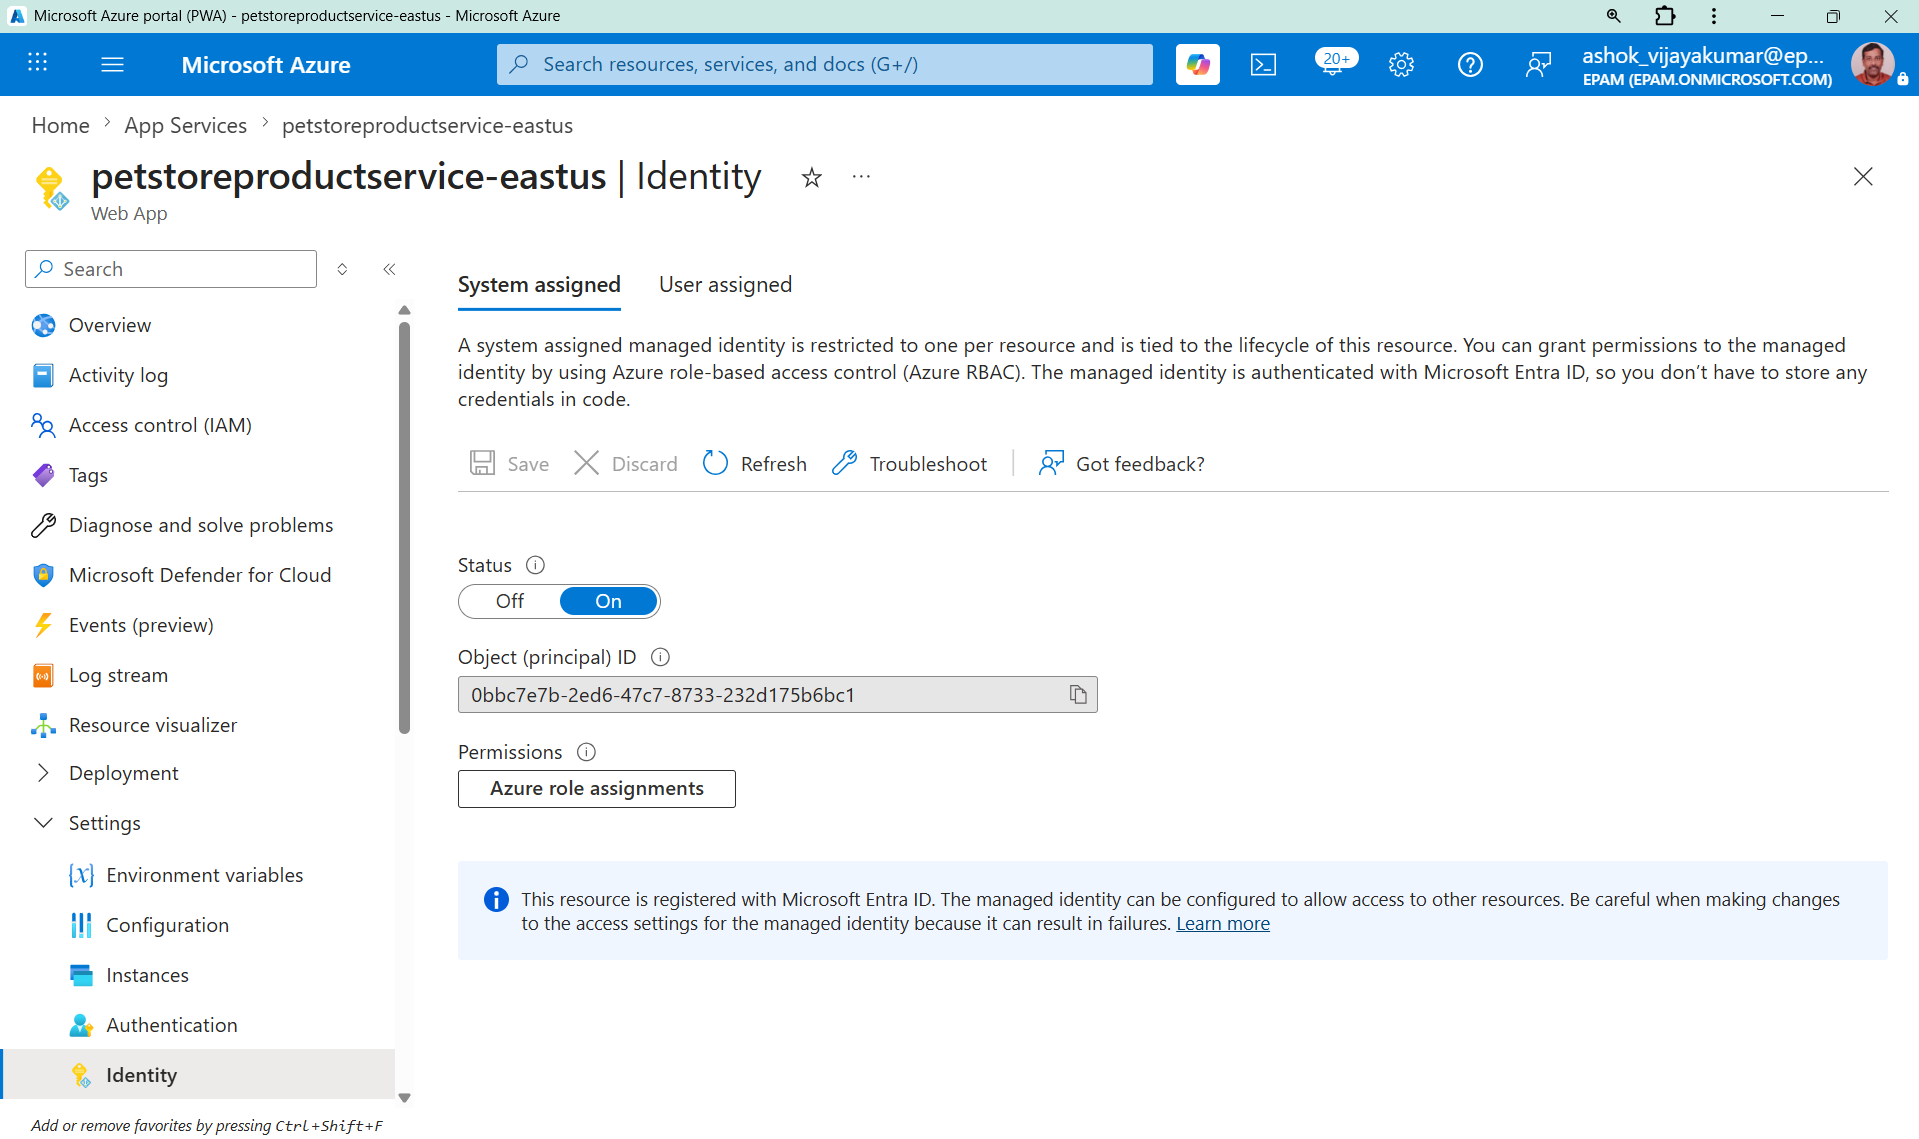 Microsoft Azure portal (PWA) - petstoreproductservice-eastus - Microsoft Azure
Microsoft Azure
Search resources, services, and docs (G+/)
20+
ashok_vijayakumar@ep...
EPAM (EPAM.ONMICROSOFT.COM)
Home > App Services > petstoreproductservice-eastus
petstoreproductservice-eastus | Identity
Web App
Search
Overview
Activity log
Access control (IAM)
Tags
Diagnose and solve problems
Microsoft Defender for Cloud
Events (preview)
Log stream
Resource visualizer
Deployment
Settings
Environment variables
Configuration
Instances
Authentication
Identity
Add or remove favorites by pressing Ctrl+Shift+F
System assigned User assigned
A system assigned managed identity is restricted to one per resource and is tied to the lifecycle of this resource. You can grant permissions to the managed
identity by using Azure role-based access control (Azure RBAC). The managed identity is authenticated with Microsoft Entra ID, so you don’t have to store any
credentials in code.
Save Discard Refresh Troubleshoot Got feedback?
Status
Off On
Object (principal) ID
0bbc7e7b-2ed6-47c7-8733-232d175b6bc1
Permissions
Azure role assignments
This resource is registered with Microsoft Entra ID. The managed identity can be configured to allow access to other resources. Be careful when making changes
to the access settings for the managed identity because it can result in failures. Learn more